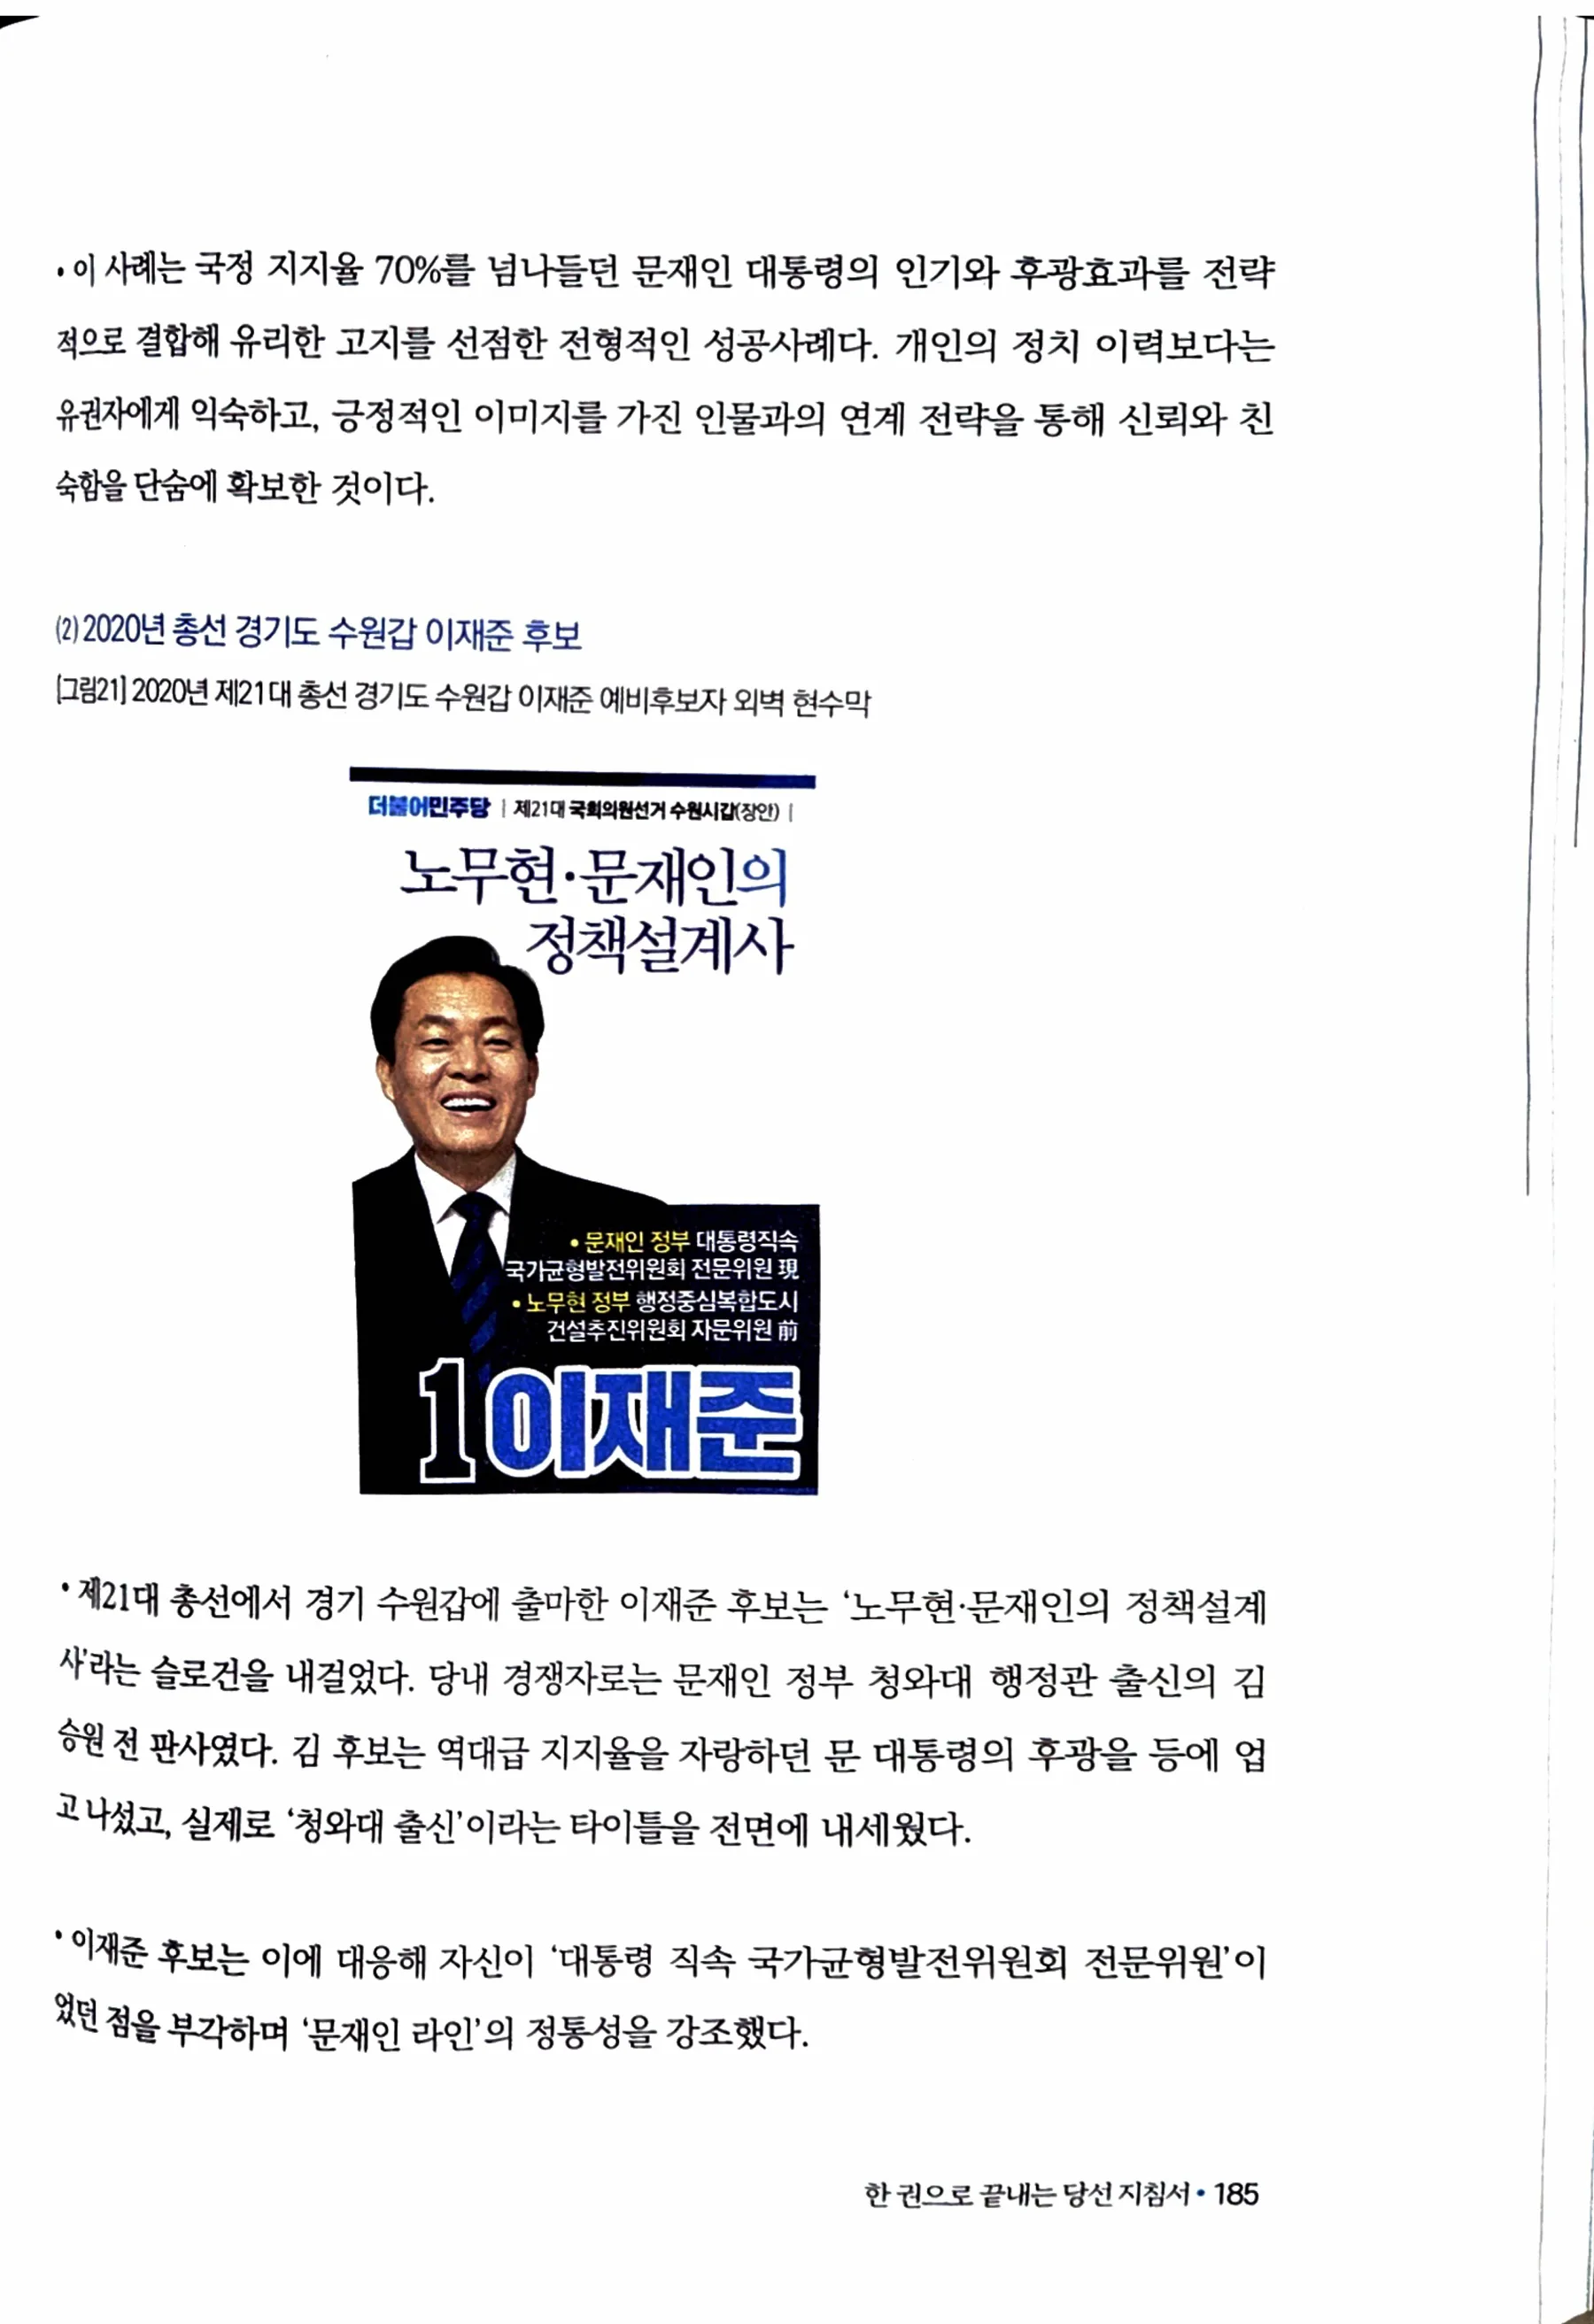 • 이 사례는 국정 지지율 70%를 넘나들던 문재인 대통령의 인기와 후광효과를 전략
적으로 결합해 유리한 고지를 선점한 전형적인 성공사례다. 개인의 정치 이력보다는
유권자에게 익숙하고, 긍정적인 이미지를 가진 인물과의 연계 전략을 통해 신뢰와 친
숙함을 단숨에 확보한 것이다.
(2) 2020년 총선 경기도 수원갑 이재준 후보
[그림21] 2020년 제21대 총선 경기도 수원갑 이재준 예비후보자 외벽 현수막
더불어민주당 | 제21대 국회의원선거 수원시갑(장안) |
노무현·문재인의
정책설계사
• 문재인 정부 대통령직속
국가균형발전위원회 전문위원 現
• 노무현 정부 행정중심복합도시
건설추진위원회 자문위원 前
1 이재준
• 제21대 총선에서 경기 수원갑에 출마한 이재준 후보는 ‘노무현·문재인의 정책설계
사’라는 슬로건을 내걸었다. 당내 경쟁자로는 문재인 정부 청와대 행정관 출신의 김
승원 전 판사였다. 김 후보는 역대급 지지율을 자랑하던 문 대통령의 후광을 등에 업
고 나섰고, 실제로 ‘청와대 출신’이라는 타이틀을 전면에 내세웠다.
• 이재준 후보는 이에 대응해 자신이 ‘대통령 직속 국가균형발전위원회 전문위원’이
었던 점을 부각하며 ‘문재인 라인’의 정통성을 강조했다.
한 권으로 끝내는 당선 지침서 • 185